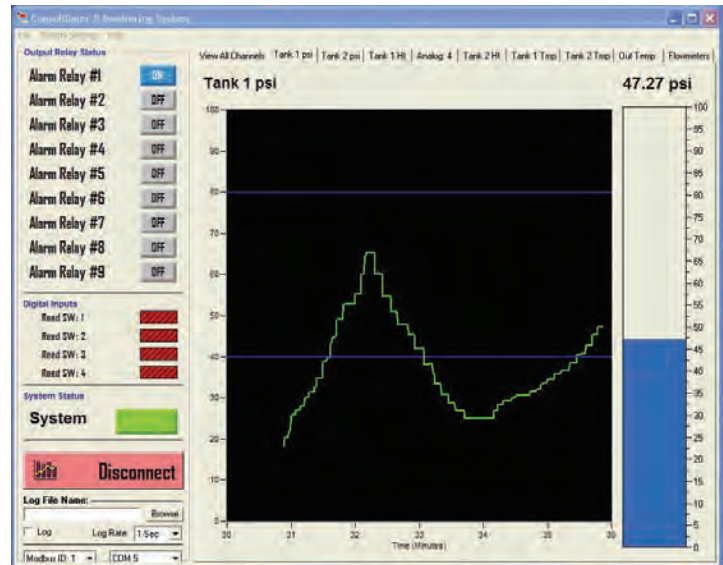 Consolidator 8 Monitoring System
Output Relay Status
Alarm Relay #1 ON
Alarm Relay #2 OFF
Alarm Relay #3 OFF
Alarm Relay #4 OFF
Alarm Relay #5 OFF
Alarm Relay #6 OFF
Alarm Relay #7 OFF
Alarm Relay #8 OFF
Alarm Relay #9 OFF
Digital Inputs
Reed SW: 1
Reed SW: 2
Reed SW: 3
Reed SW: 4
System Status
System
Disconnect
Log File Name:
Browse
Log Log Rate 1 Sec
Modbus ID: 1 COM 5
View All Channels Tank 1 psi Tank 2 psi Tank 1 Ht Analog: 4 Tank 2 Ht Tank 1 Tmp Tank 2 Tmp Out Temp Flowmeters
Tank 1 psi 47.27 psi
100
90
80
70
60
50
40
30
20
10
0
30 31 32 33 34 35 36
Time (Minutes)
100
95
90
85
80
75
70
65
60
55
50
45
40
35
30
25
20
15
10
5
0